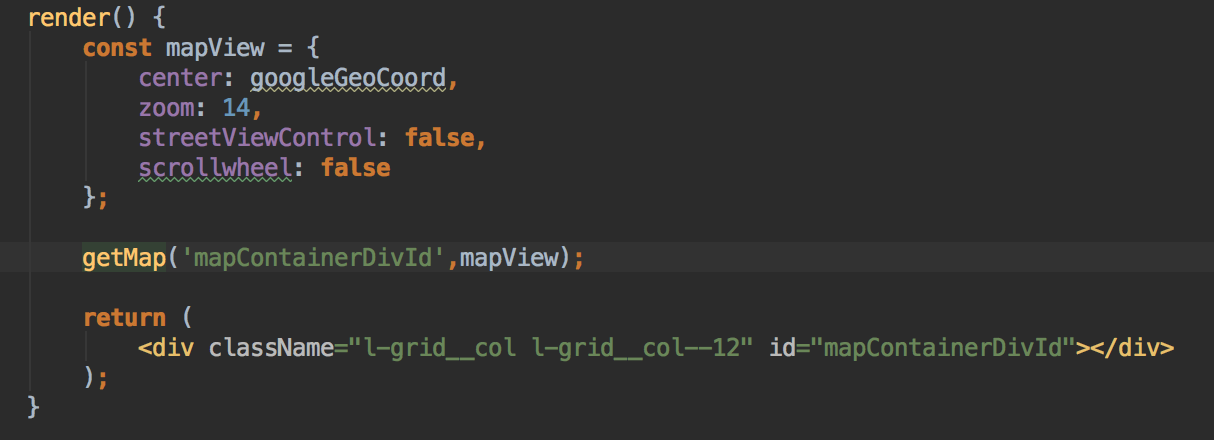 render() {
    const mapView = {
        center: googleGeoCoord,
        zoom: 14,
        streetViewControl: false,
        scrollwheel: false
    };
    getMap('mapContainerDivId',mapView);
    return (
        <div className="l-grid__col l-grid__col--12" id="mapContainerDivId"></div>
    );
}